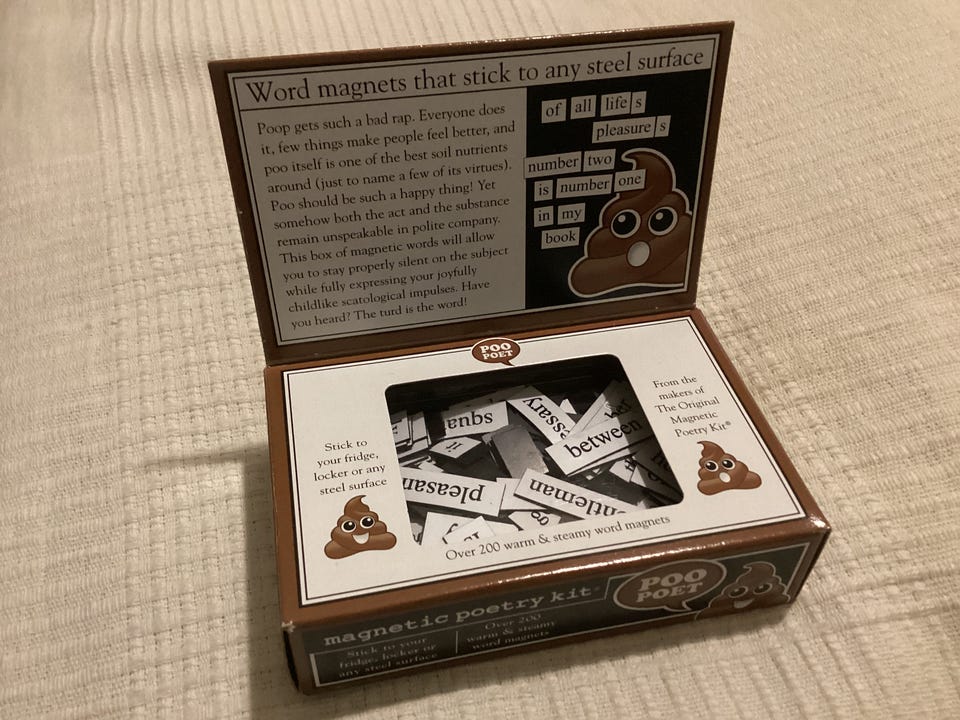 Word magnets that stick to any steel surface
Poop gets such a bad rap. Everyone does
it, few things make people feel better, and
poo itself is one of the best soil nutrients
around (just to name a few of its virtues).
Poo should be such a happy thing! Yet
somehow both the act and the substance
remain unspeakable in polite company.
This box of magnetic words will allow
you to stay properly silent on the subject
while fully expressing your joyfully
childlike scatological impulses. Have
you heard? The turd is the word!
of all life s
pleasure s
number two
is number one
in my
book
POO
POET
Stick to
your fridge,
locker or any
steel surface
squa
ssary
her
it
between
pleasan
ntleman
go
From the
makers of
The Original
Magnetic
Poetry Kit®
Over 200 warm & steamy word magnets
magnetic poetry kit®
Stick to your
fridge, locker or
any steel surface
Over 200
warm & steamy
word magnets
POO
POET